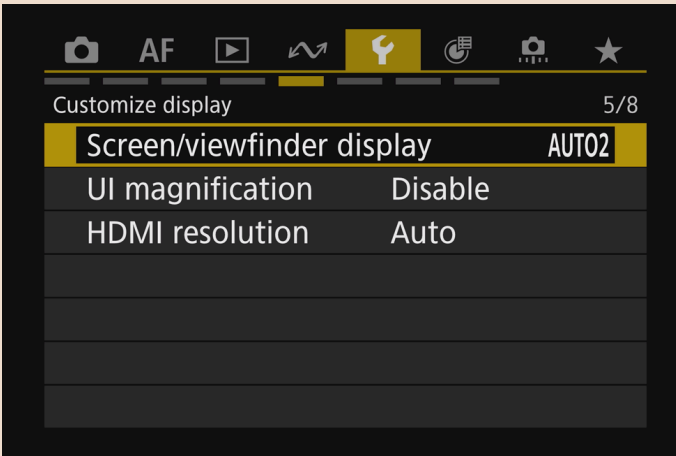 AF
Customize display 5/8
Screen/viewfinder display AUTO2
UI magnification Disable
HDMI resolution Auto